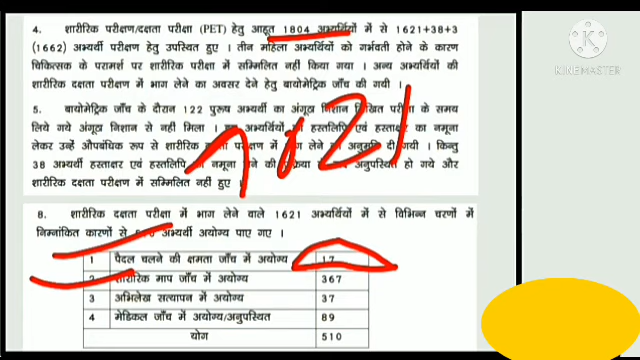 4. शारीरिक परीक्षण/दक्षता परीक्षा (PET) हेतु आहूत 1804 अभ्यर्थियों में से 1621+38+3
(1662) अभ्यर्थी परीक्षण हेतु उपस्थित हुए । तीन महिला अभ्यर्थियों को गर्भवती होने के कारण
चिकित्सक के परामर्श पर शारीरिक परीक्षण में सम्मिलित नहीं किया गया । अन्य अभ्यर्थियों की
शारीरिक दक्षता परीक्षण में भाग लेने का अवसर देने हेतु बायोमेट्रिक जाँच की गयी ।
5. बायोमेट्रिक जाँच के दौरान 122 पुरूष अभ्यर्थी का अंगूठा निशान लिखित परीक्षा के समय
लिये गये अंगूठा निशान से नहीं मिला । अभ्यर्थियों हस्तलिपि एवं हस्ताक्षर का नमूना
लेकर उन्हें औपबंधिक रूप से शारीरिक परीक्षण में लेने की गयी । किन्तु
38 अभ्यर्थी हस्ताक्षर एवं हस्तलिपि नमूना की अनुपस्थित हो गये और
शारीरिक दक्षता परीक्षण में सम्मिलित नहीं हुए ।
1621
8. शारीरिक दक्षता परीक्षा में भाग लेने वाले 1621 अभ्यर्थियों में से विभिन्न चरणों में
निम्नांकित कारणों से अभ्यर्थी अयोग्य पाए गए ।
1 पैदल चलने की क्षमता जाँच में अयोग्य 17
2 शारीरिक माप जाँच में अयोग्य 367
3 अभिलेख सत्यापन में अयोग्य 37
4 मेडिकल जाँच में अयोग्य/अनुपस्थित 89
योग 510
K
KINEMASTER